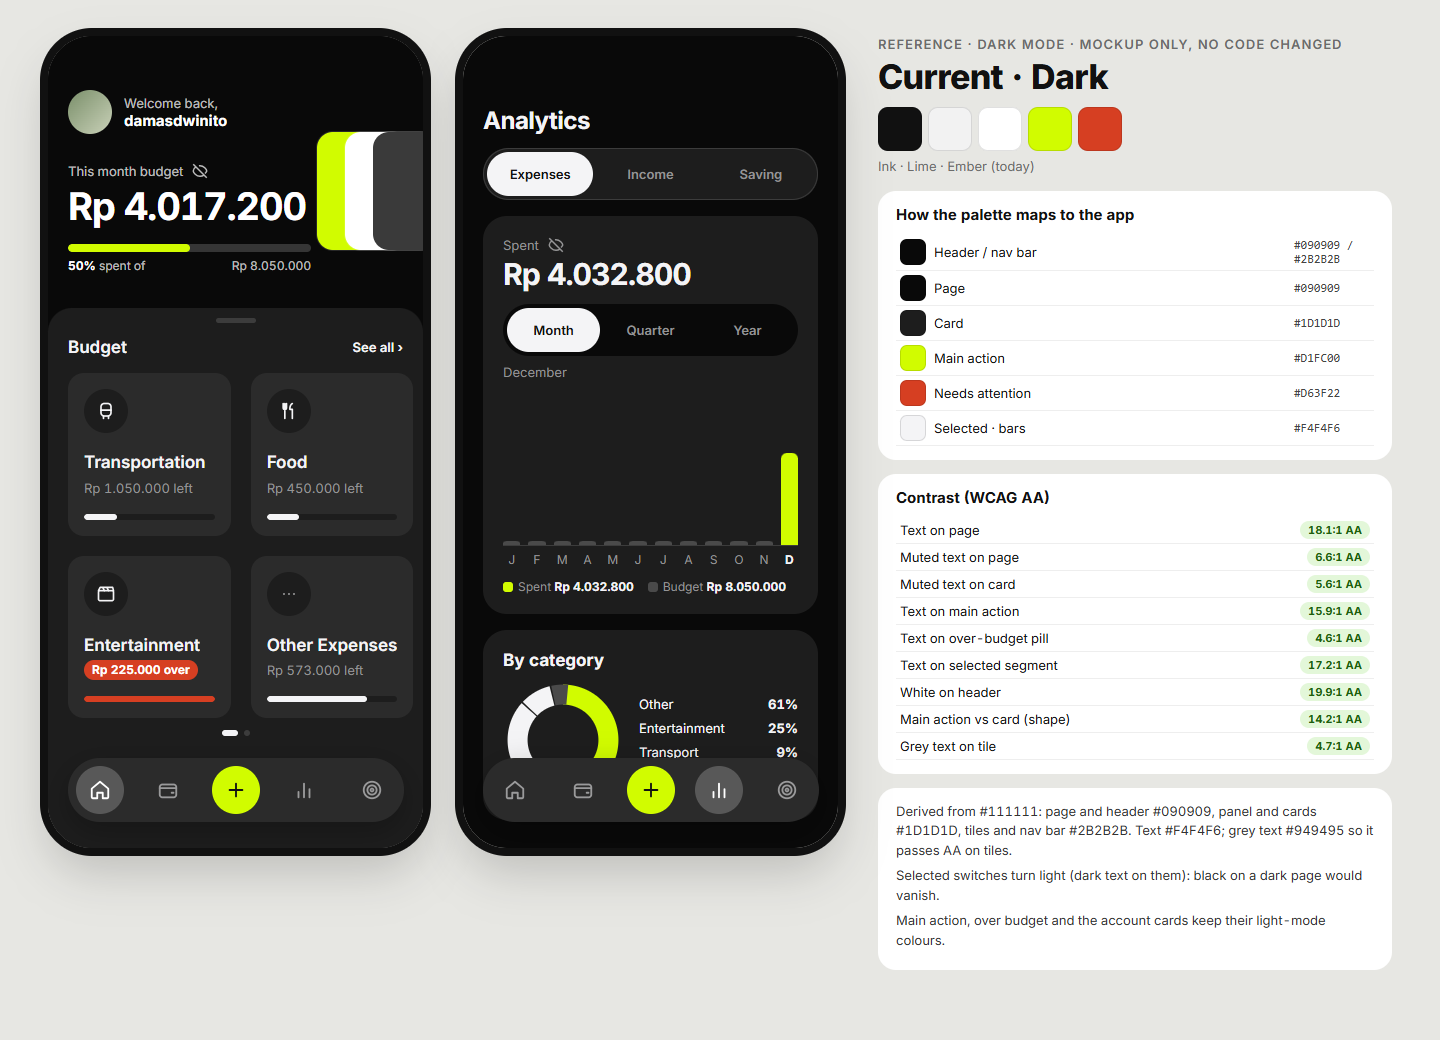 Welcome back,
damasdwinito
This month budget
Rp 4.017.200
50% spent of
Rp 8.050.000
Budget
See all ›
Transportation
Rp 1.050.000 left
Food
Rp 450.000 left
Entertainment
Rp 225.000 over
Other Expenses
Rp 573.000 left
Analytics
Expenses
Income
Saving
Spent
Rp 4.032.800
Month
Quarter
Year
December
J F M A M J J A S O N D
Spent Rp 4.032.800
Budget Rp 8.050.000
By category
Other 61%
Entertainment 25%
Transport 9%
REFERENCE · DARK MODE · MOCKUP ONLY, NO CODE CHANGED
Current · Dark
Ink · Lime · Ember (today)
How the palette maps to the app
Header / nav bar
#090909 /
#2B2B2B
Page
#090909
Card
#1D1D1D
Main action
#D1FC00
Needs attention
#D63F22
Selected · bars
#F4F4F6
Contrast (WCAG AA)
Text on page 18.1:1 AA
Muted text on page 6.6:1 AA
Muted text on card 5.6:1 AA
Text on main action 15.9:1 AA
Text on over-budget pill 4.6:1 AA
Text on selected segment 17.2:1 AA
White on header 19.9:1 AA
Main action vs card (shape) 14.2:1 AA
Grey text on tile 4.7:1 AA
Derived from #111111: page and header #090909, panel and cards
#1D1D1D, tiles and nav bar #2B2B2B. Text #F4F4F6; grey text #949495 so it
passes AA on tiles.
Selected switches turn light (dark text on them): black on a dark page would
vanish.
Main action, over budget and the account cards keep their light-mode
colours.